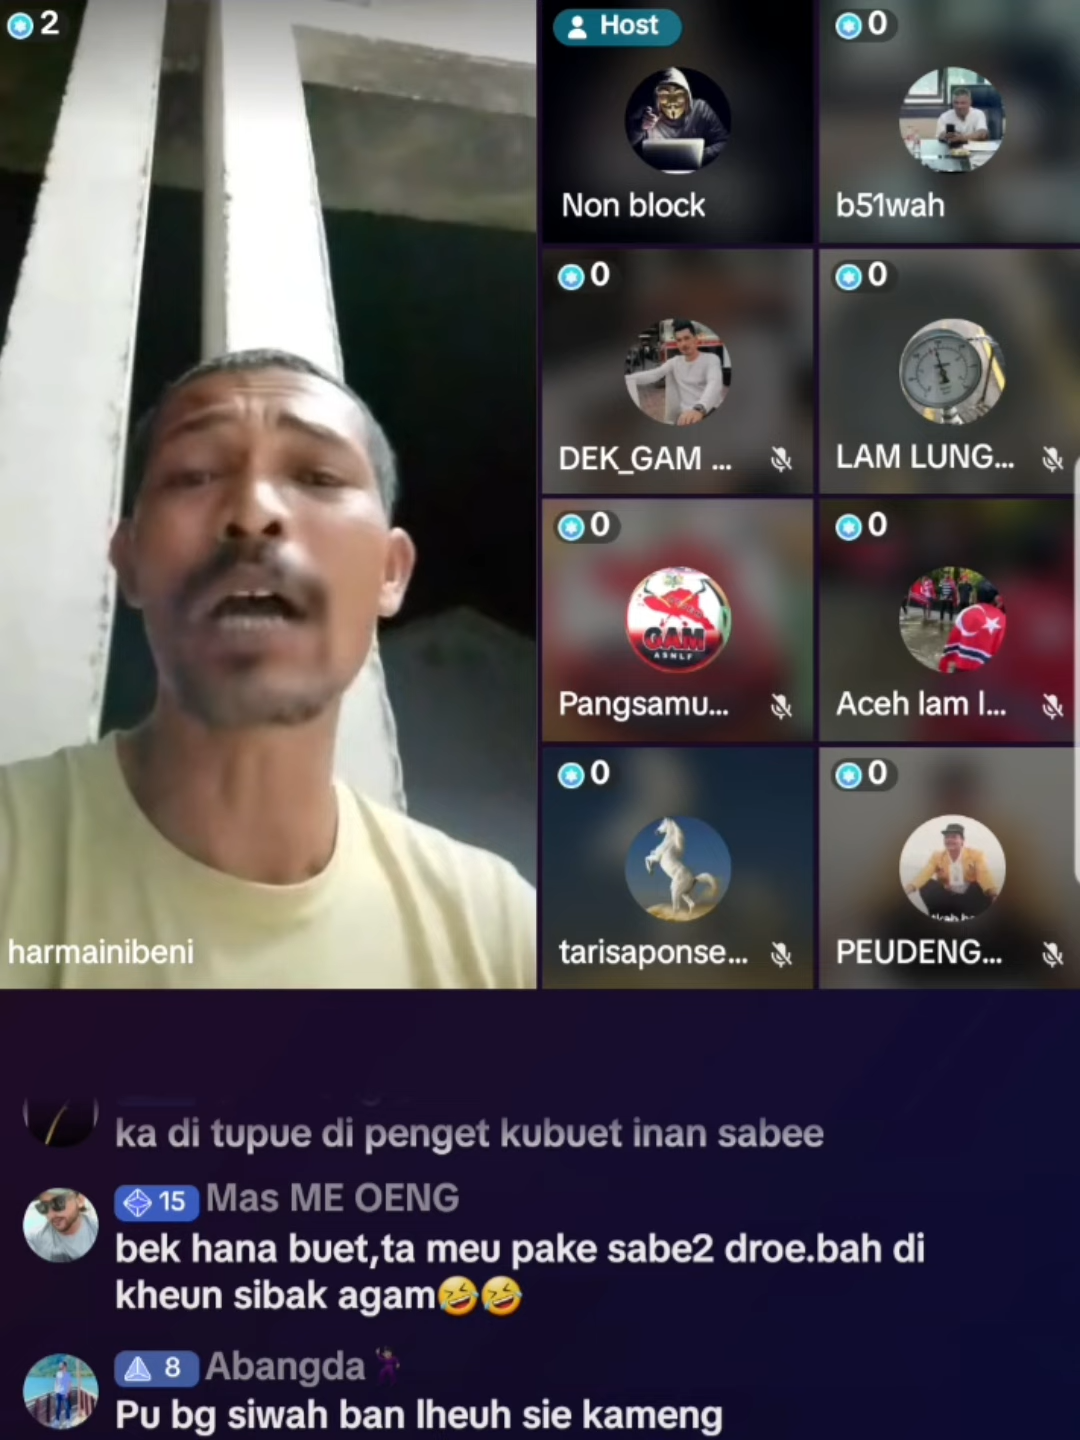 2
Host
0
Non block
b51wah
0
0
DEK_GAM ...
LAM LUNG...
0
0
GAM
ASNLF
Pangsamu...
Aceh lam l...
0
0
harmainibeni
tarisaponse...
PEUDENG...
ka di tupue di penget kubuet inan sabee
15 Mas ME OENG
bek hana buet,ta meu pake sabe2 droe.bah di
kheun sibak agam🤣🤣
8 Abangda
Pu bg siwah ban lheuh sie kameng